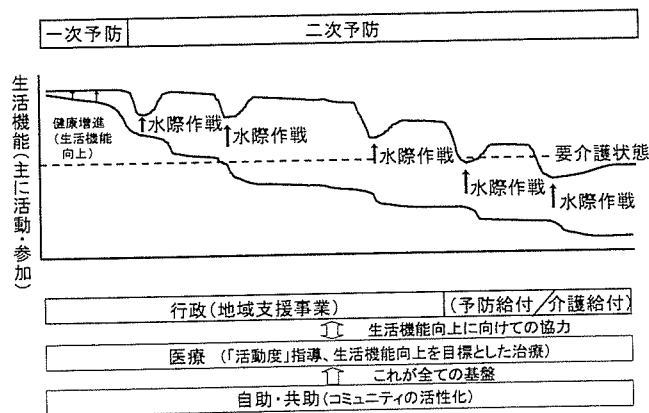 一次予防
二次予防
生活機能(主に活動・参加)
健康増進
(生活機能
向上)
水際作戦
水際作戦
水際作戦
要介護状態
水際作戦
水際作戦
行政(地域支援事業)
(予防給付/介護給付)
生活機能向上に向けての協力
医療 (「活動度」指導、生活機能向上を目標とした治療)
これが全ての基盤
自助・共助(コミュニティの活性化)